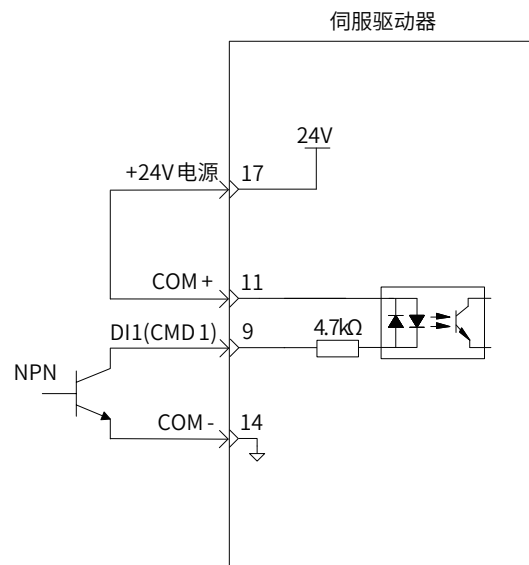 伺服驱动器
24V
+24V电源 17
COM+ 11
DI1(CMD1) 9 4.7kΩ
NPN
COM- 14